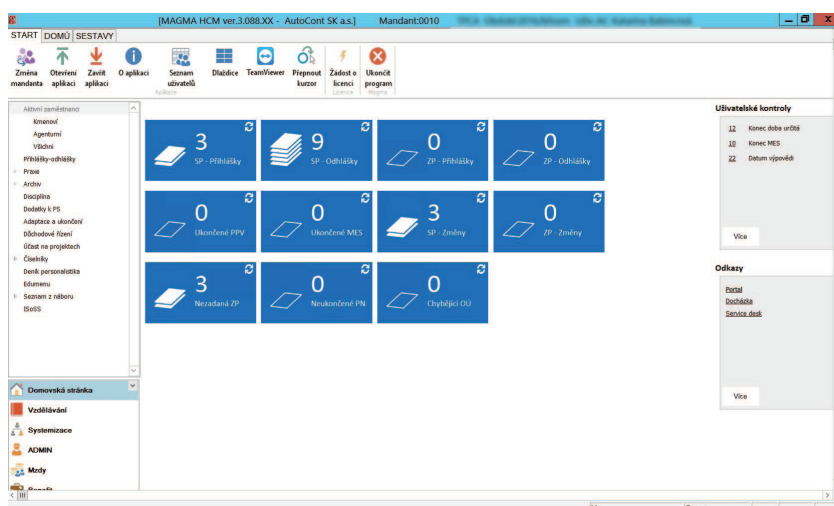 [MAGMA HCM ver.3.088.XX - AutoCont SK a.s.] Mandant:0010
START DOMŮ SESTAVY
Změna mandanta
Otevření aplikací
Zavřít aplikaci
O aplikaci
Seznam uživatelů
Dlaždice
TeamViewer
Přepnout kurzor
Žádost o licenci
Ukončit program
Aplikace
Licence
Magma
Aktivní zaměstnanci
Kmenoví
Agenturní
Všichni
Přihlášky-odhlášky
Praxe
Archiv
Disciplína
Dodatky k PS
Adaptace a ukončení
Důchodové řízení
Účast na projektech
Číselníky
Deník personalistika
Edumenu
Seznam z náboru
ISoSS
Domovská stránka
Vzdělávání
Systemizace
ADMIN
Mzdy
Benefit
3 SP - Přihlášky
9 SP - Odhlášky
0 ZP - Přihlášky
0 ZP - Odhlášky
0 Ukončené PPV
0 Ukončené MES
3 SP - Změny
0 ZP - Změny
3 Nezadaná ZP
0 Neukončené PN
0 Chybějící OÚ
Uživatelské kontroly
12 Konec doba určitá
10 Konec MES
22 Datum výpovědi
Více
Odkazy
Portal
Docházka
Service desk
Více